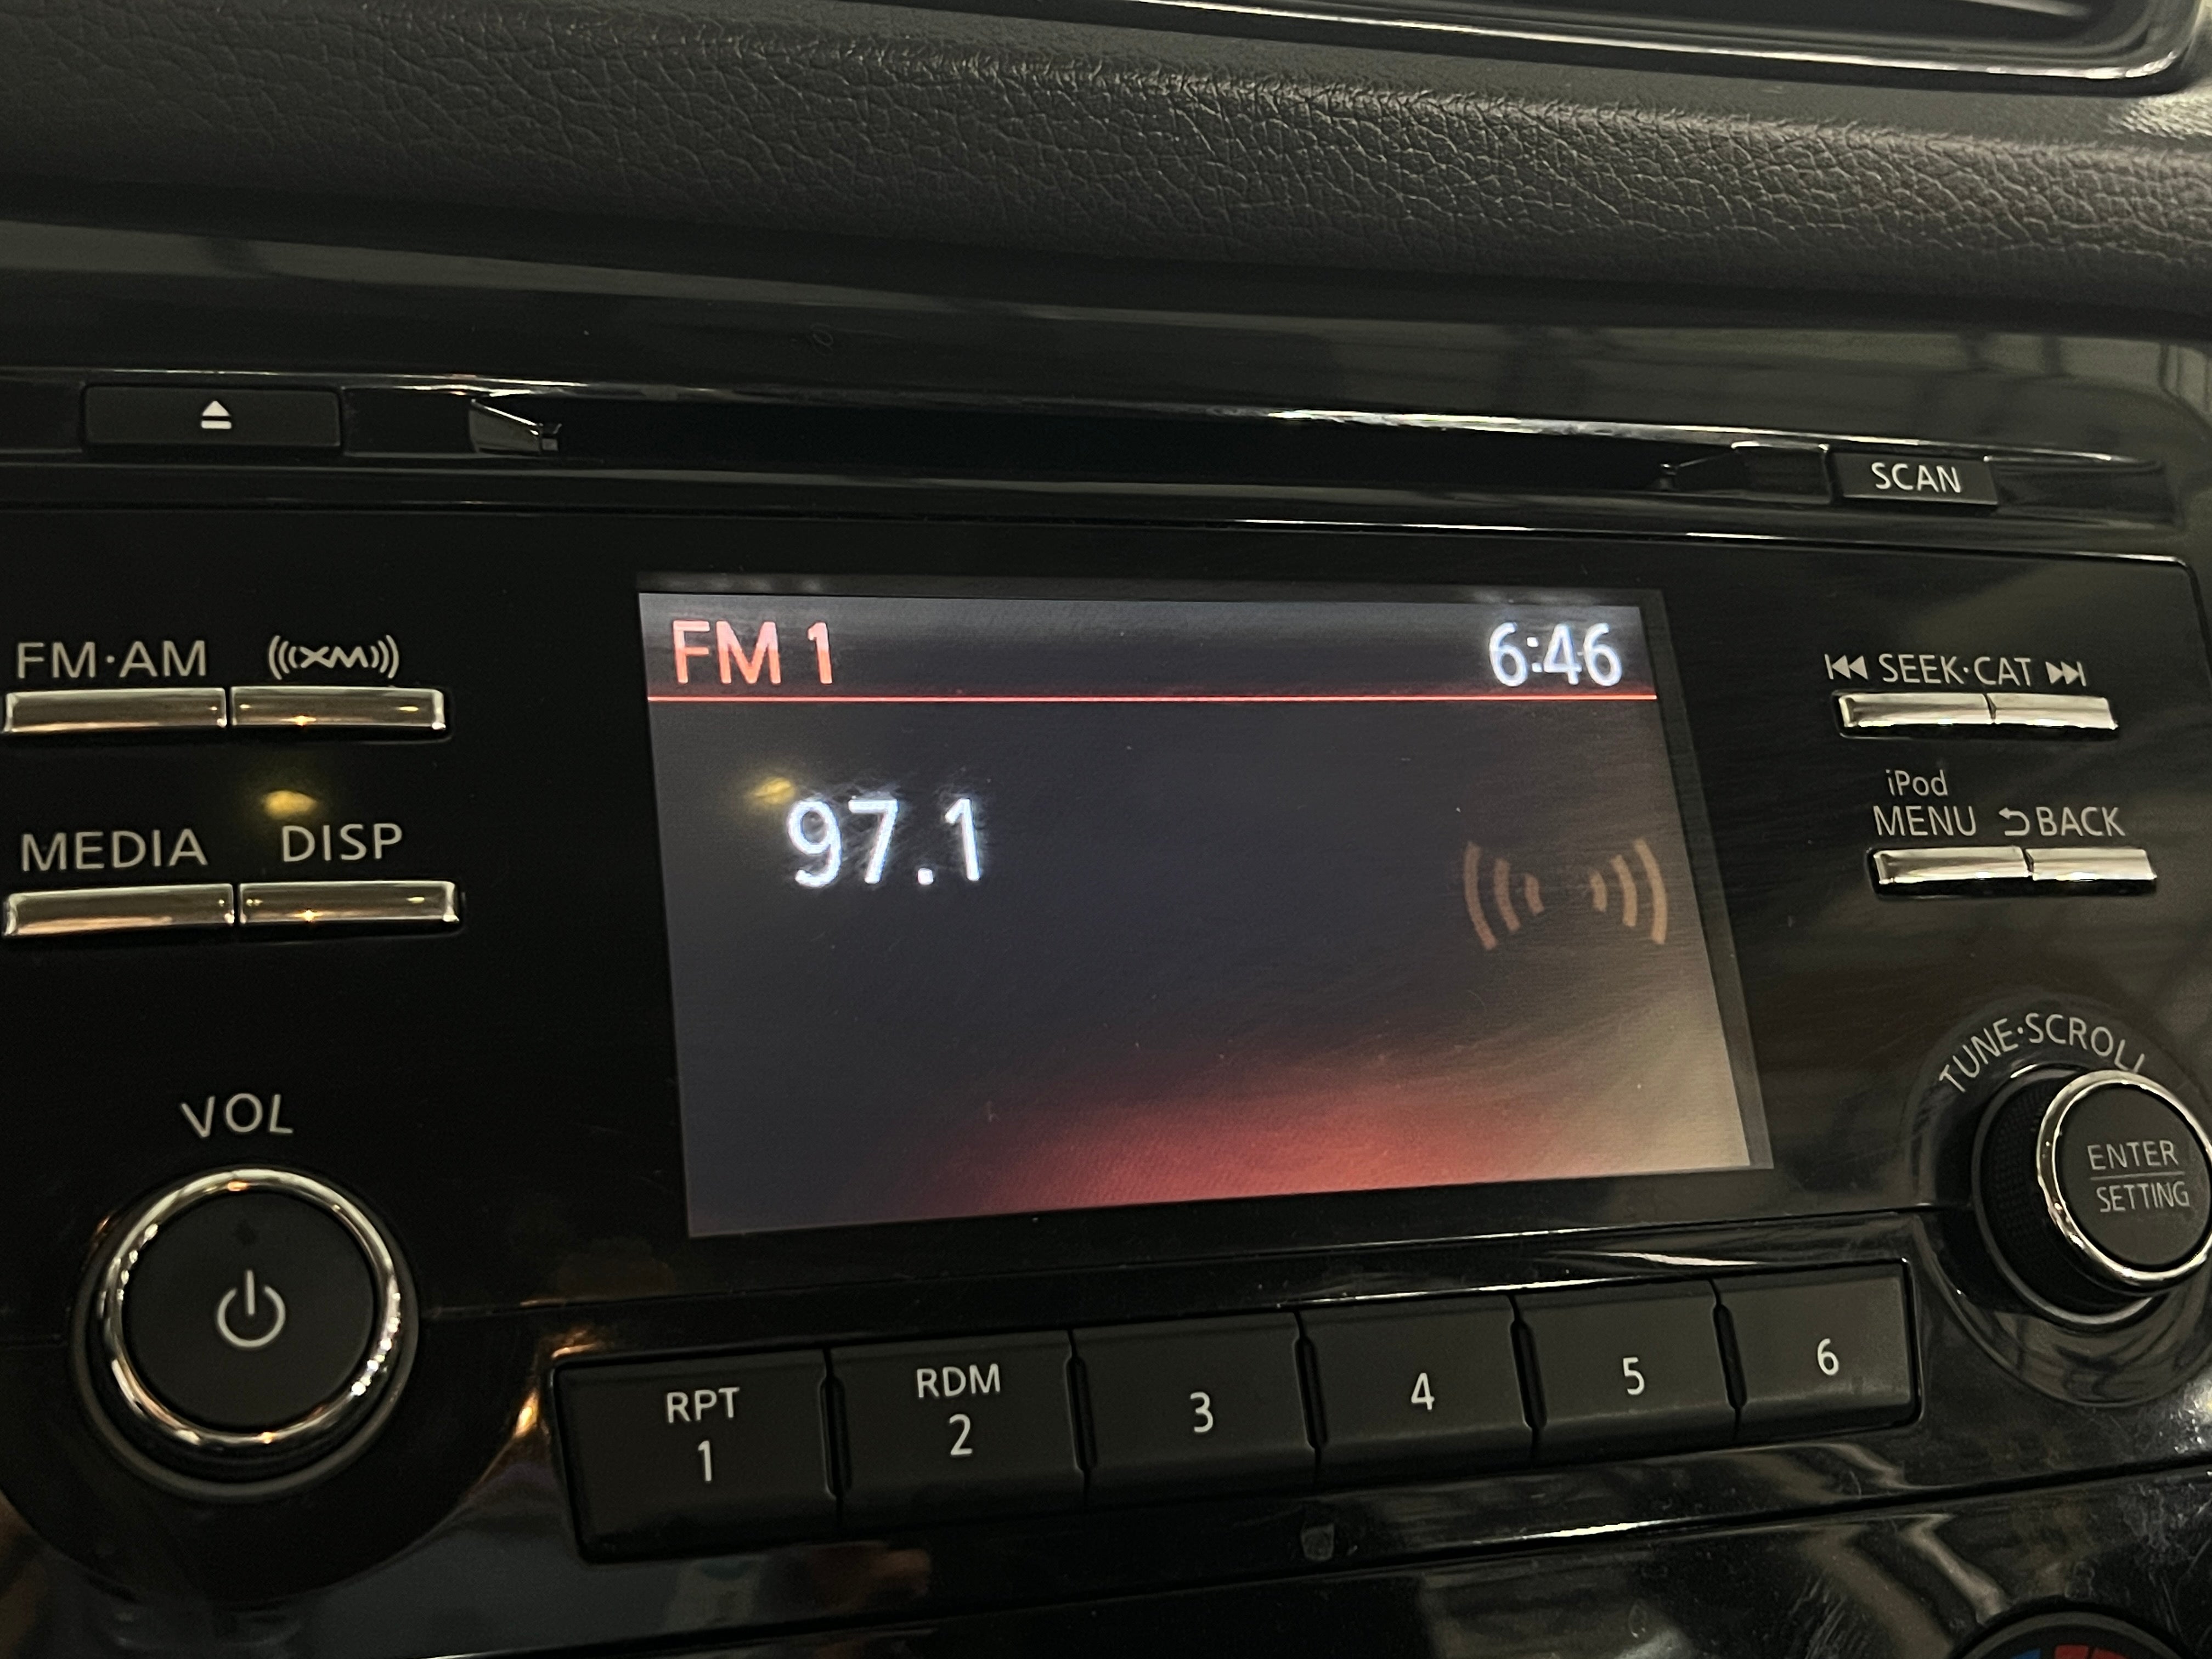 SCAN
FM·AM XM
FM 1 6:46
SEEK·CAT
97.1
iPod
MENU BACK
MEDIA DISP
TUNE·SCROLL
VOL
ENTER
SETTING
RPT
1
RDM
2
3
4
5
6